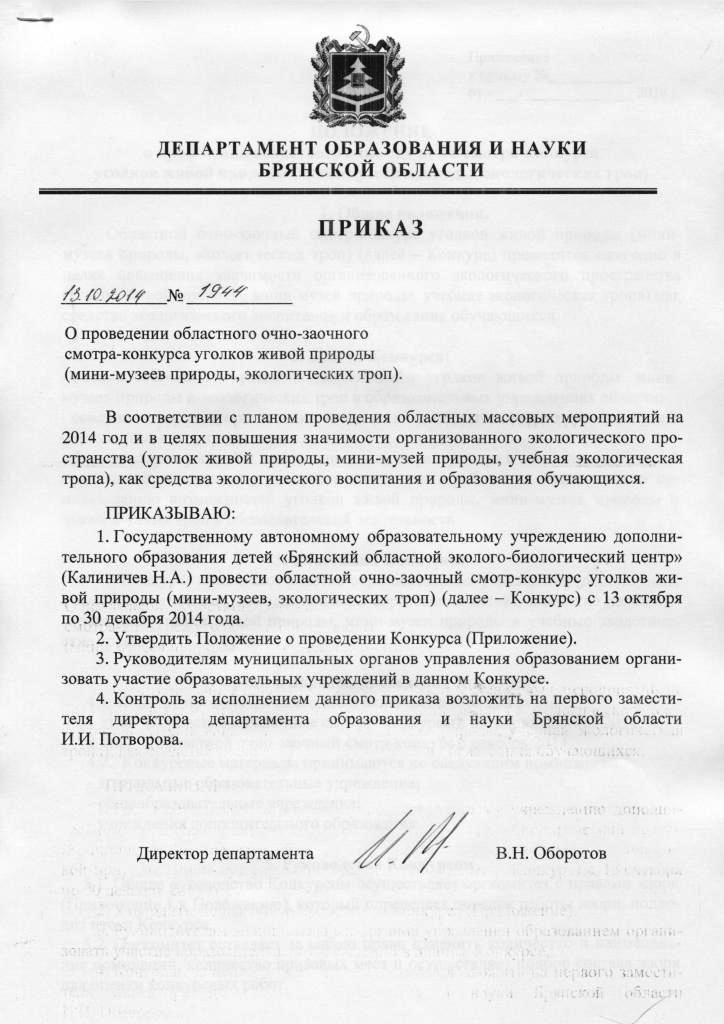 ДЕПАРТАМЕНТ ОБРАЗОВАНИЯ И НАУКИ
БРЯНСКОЙ ОБЛАСТИ
ПРИКАЗ
13.10.2014 № 1944
О проведении областного очно-заочного
смотра-конкурса уголков живой природы
(мини-музеев природы, экологических троп).
В соответствии с планом проведения областных массовых мероприятий на
2014 год и в целях повышения значимости организованного экологического про-
странства (уголок живой природы, мини-музей природы, учебная экологическая
тропа), как средства экологического воспитания и образования обучающихся.
ПРИКАЗЫВАЮ:
1. Государственному автономному образовательному учреждению дополни-
тельного образования детей «Брянский областной эколого-биологический центр»
(Калиничев Н.А.) провести областной очно-заочный смотр-конкурс уголков жи-
вой природы (мини-музеев, экологических троп) (далее – Конкурс) с 13 октября
по 30 декабря 2014 года.
2. Утвердить Положение о проведении Конкурса (Приложение).
3. Руководителям муниципальных органов управления образованием органи-
зовать участие образовательных учреждений в данном Конкурсе.
4. Контроль за исполнением данного приказа возложить на первого замести-
теля директора департамента образования и науки Брянской области
И.И. Потворова.
Директор департамента В.Н. Оборотов